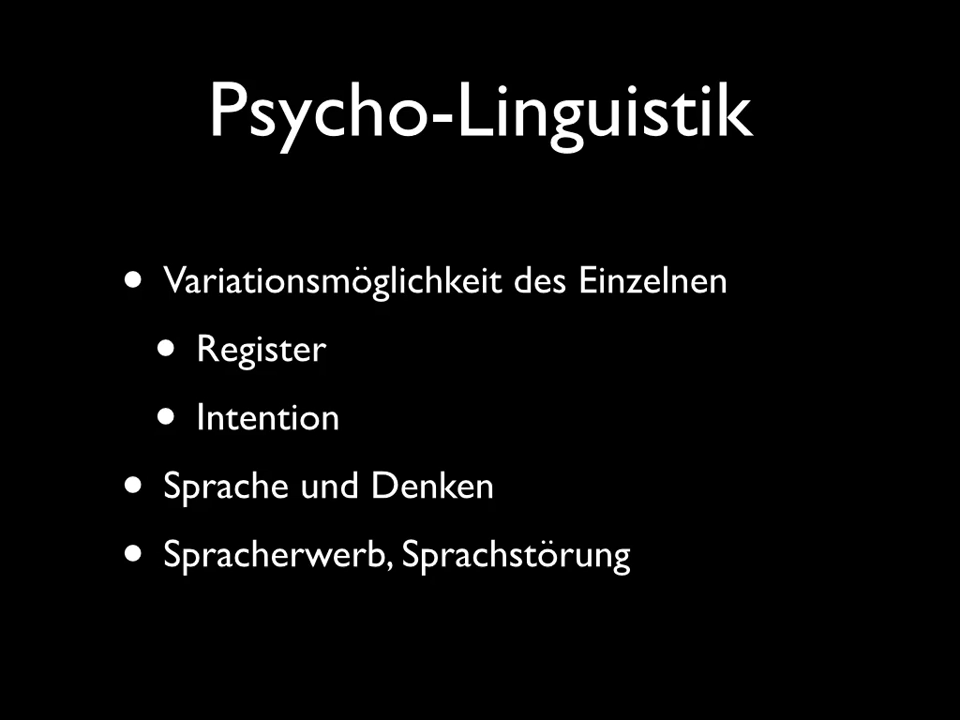 Psycho-Linguistik
• Variationsmöglichkeit des Einzelnen
• Register
• Intention
• Sprache und Denken
• Spracherwerb, Sprachstörung